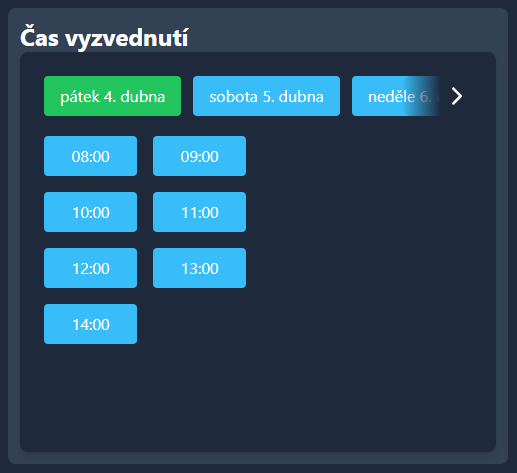 Čas vyzvednutí
pátek 4. dubna sobota 5. dubna neděle 6.
08:00 09:00
10:00 11:00
12:00 13:00
14:00